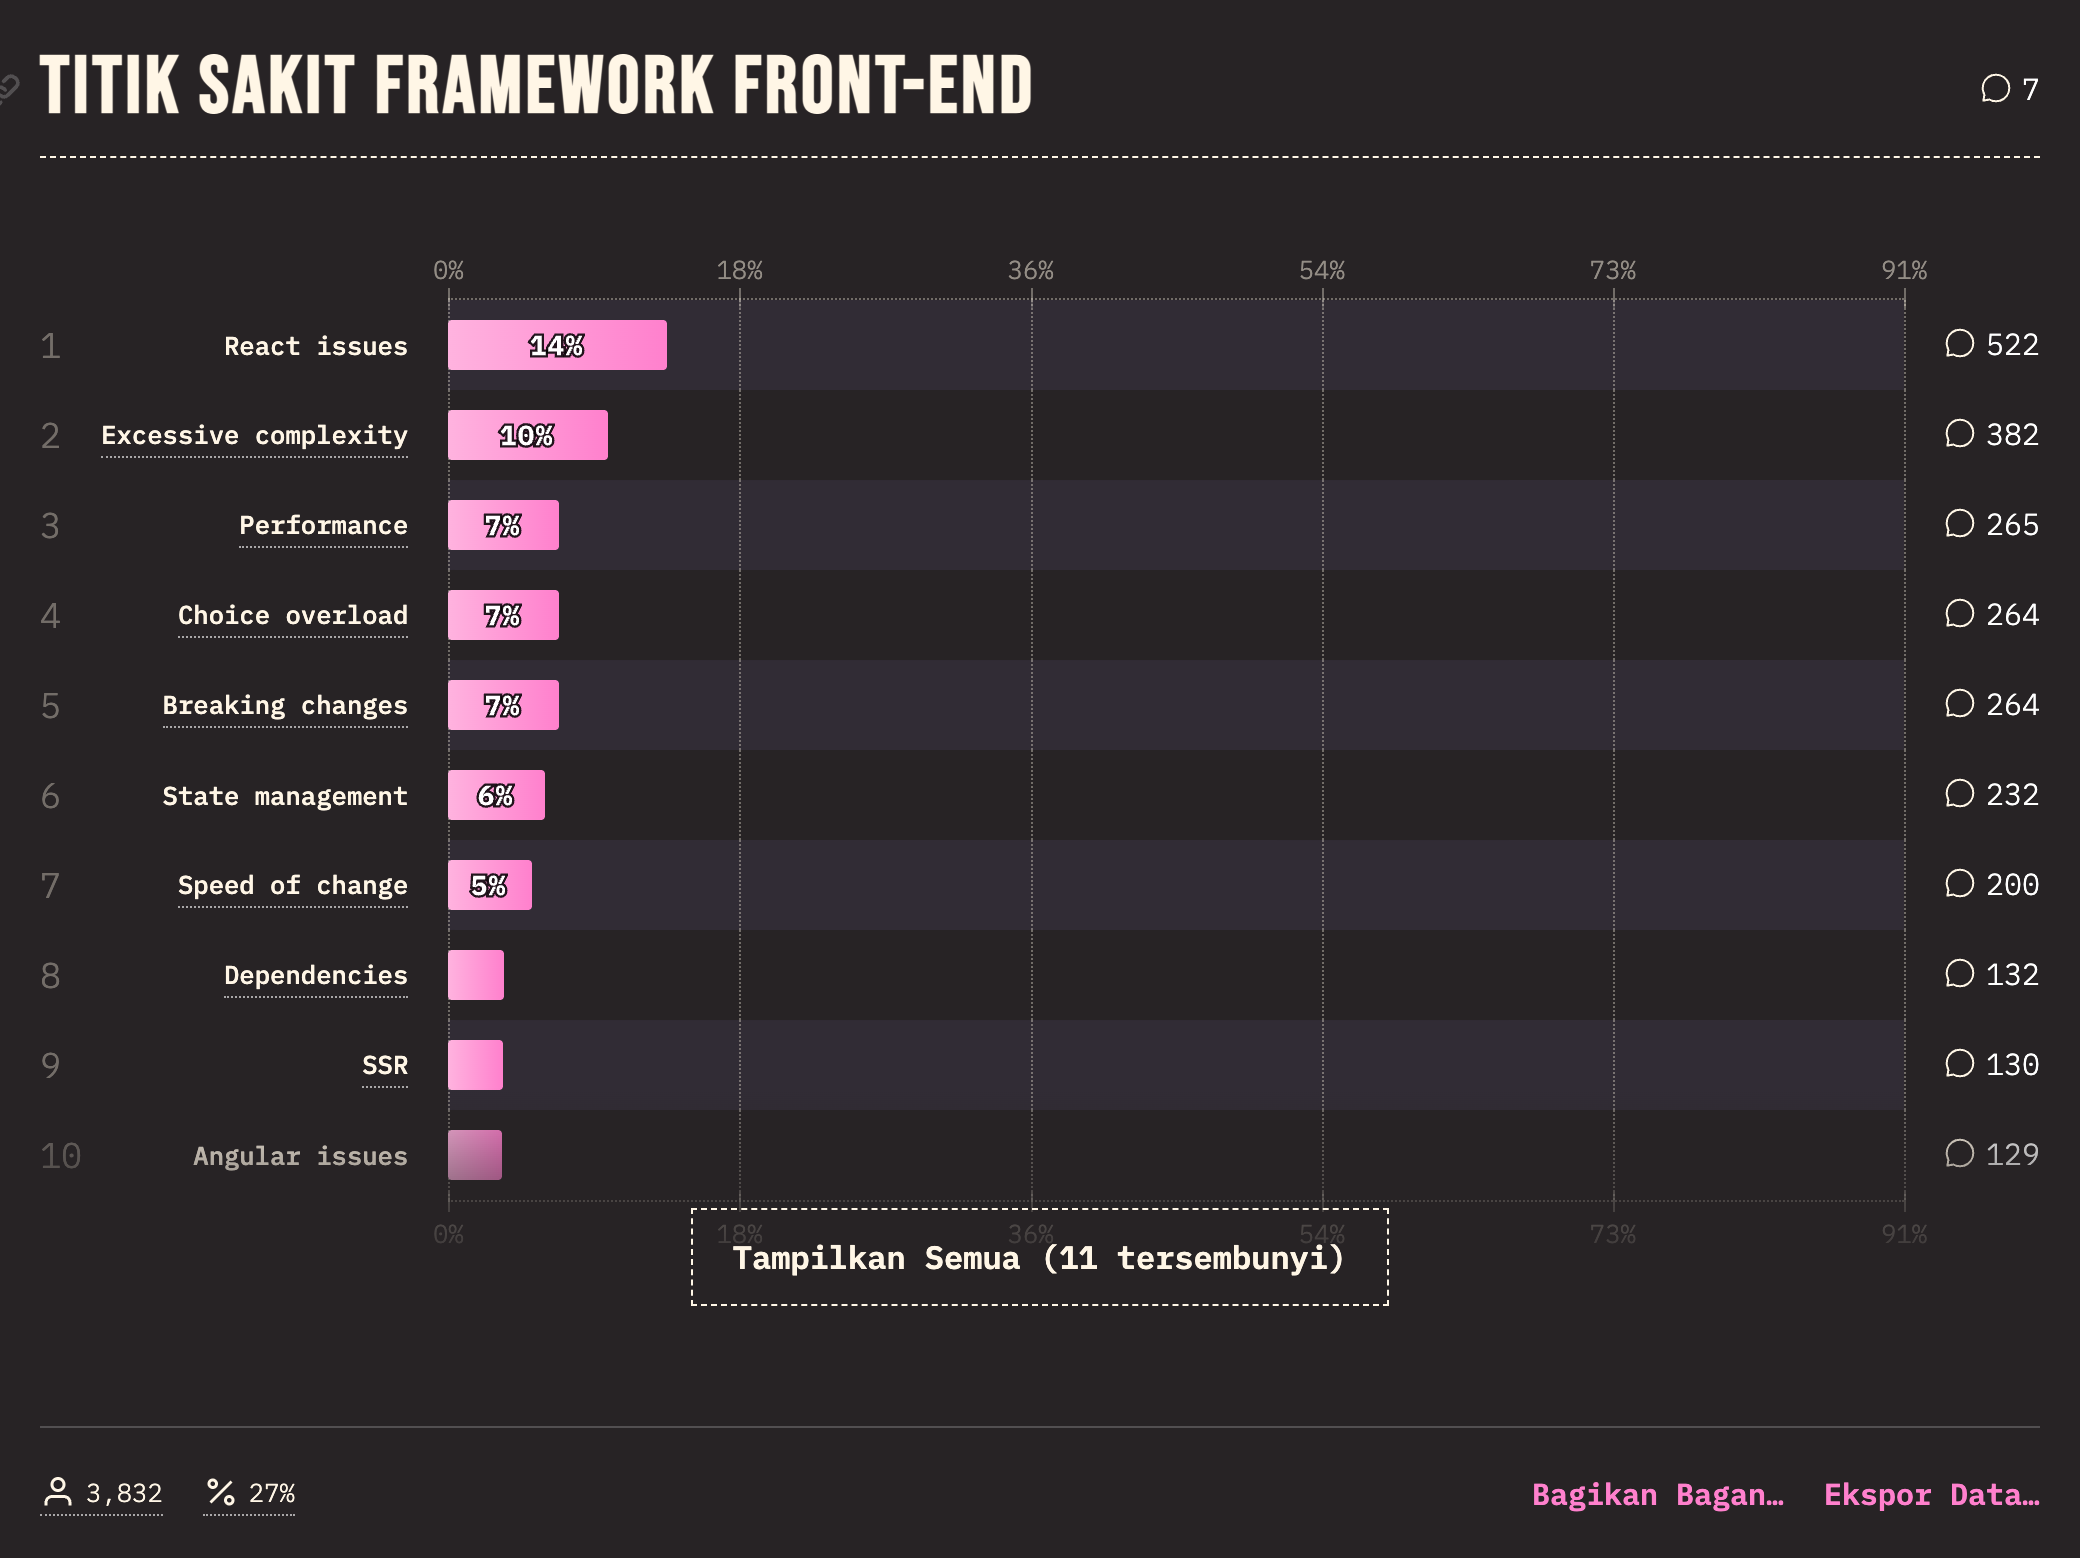 TITIK SAKIT FRAMEWORK FRONT-END
7
0% 18% 36% 54% 73% 91%
1 React issues 14% 522
2 Excessive complexity 10% 382
3 Performance 7% 265
4 Choice overload 7% 264
5 Breaking changes 7% 264
6 State management 6% 232
7 Speed of change 5% 200
8 Dependencies 132
9 SSR 130
10 Angular issues 129
0% 18% 36% 54% 73% 91%
Tampilkan Semua (11 tersembunyi)
3,832 27% Bagikan Bagan… Ekspor Data…